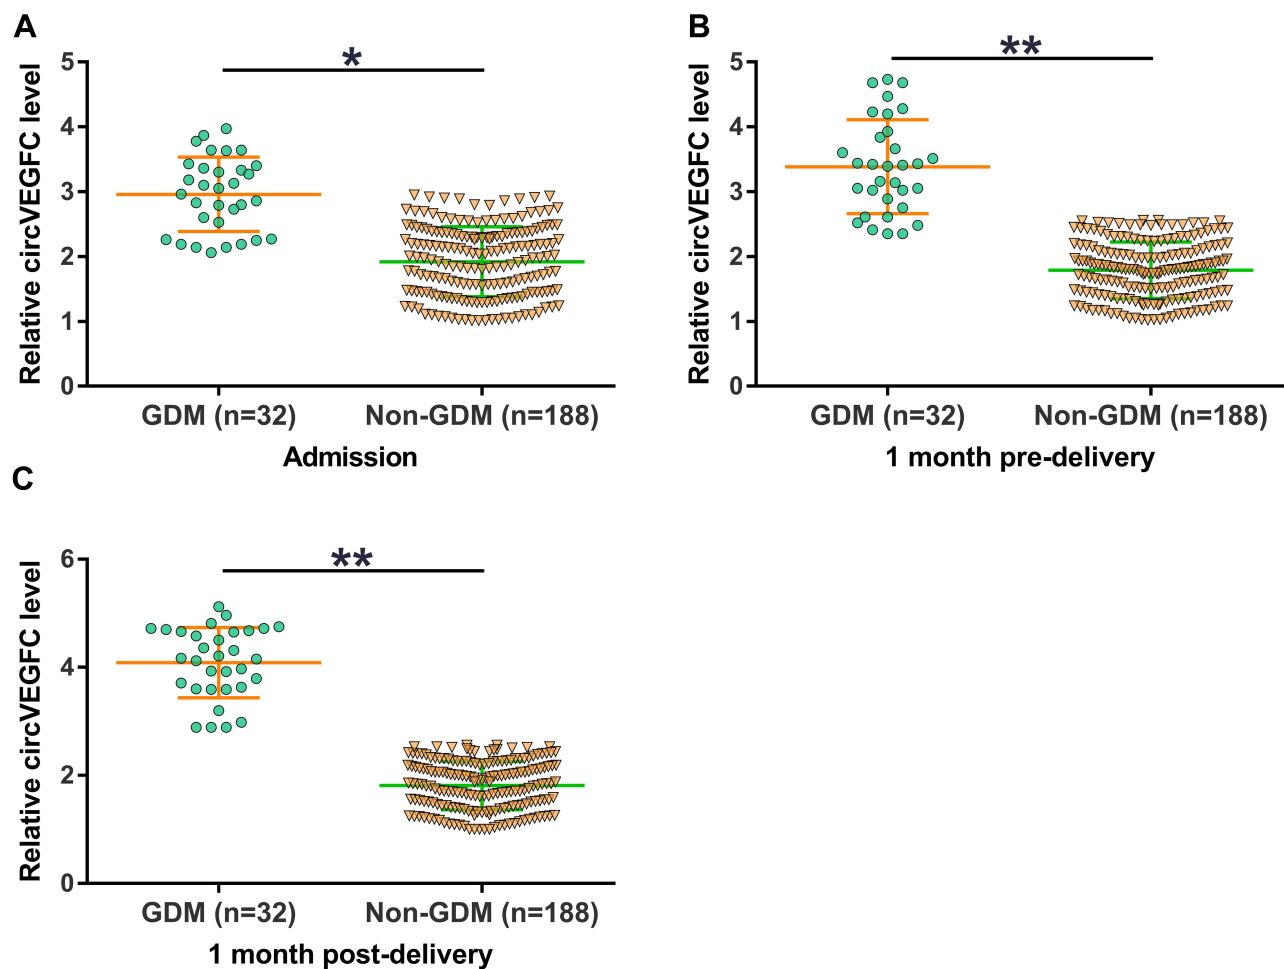 A
*
Relative circVEGFC level
5
4
3
2
1
0
GDM (n=32) Non-GDM (n=188)
Admission
B
**
Relative circVEGFC level
5
4
3
2
1
0
GDM (n=32) Non-GDM (n=188)
1 month pre-delivery
C
**
Relative circVEGFC level
6
4
2
0
GDM (n=32) Non-GDM (n=188)
1 month post-delivery